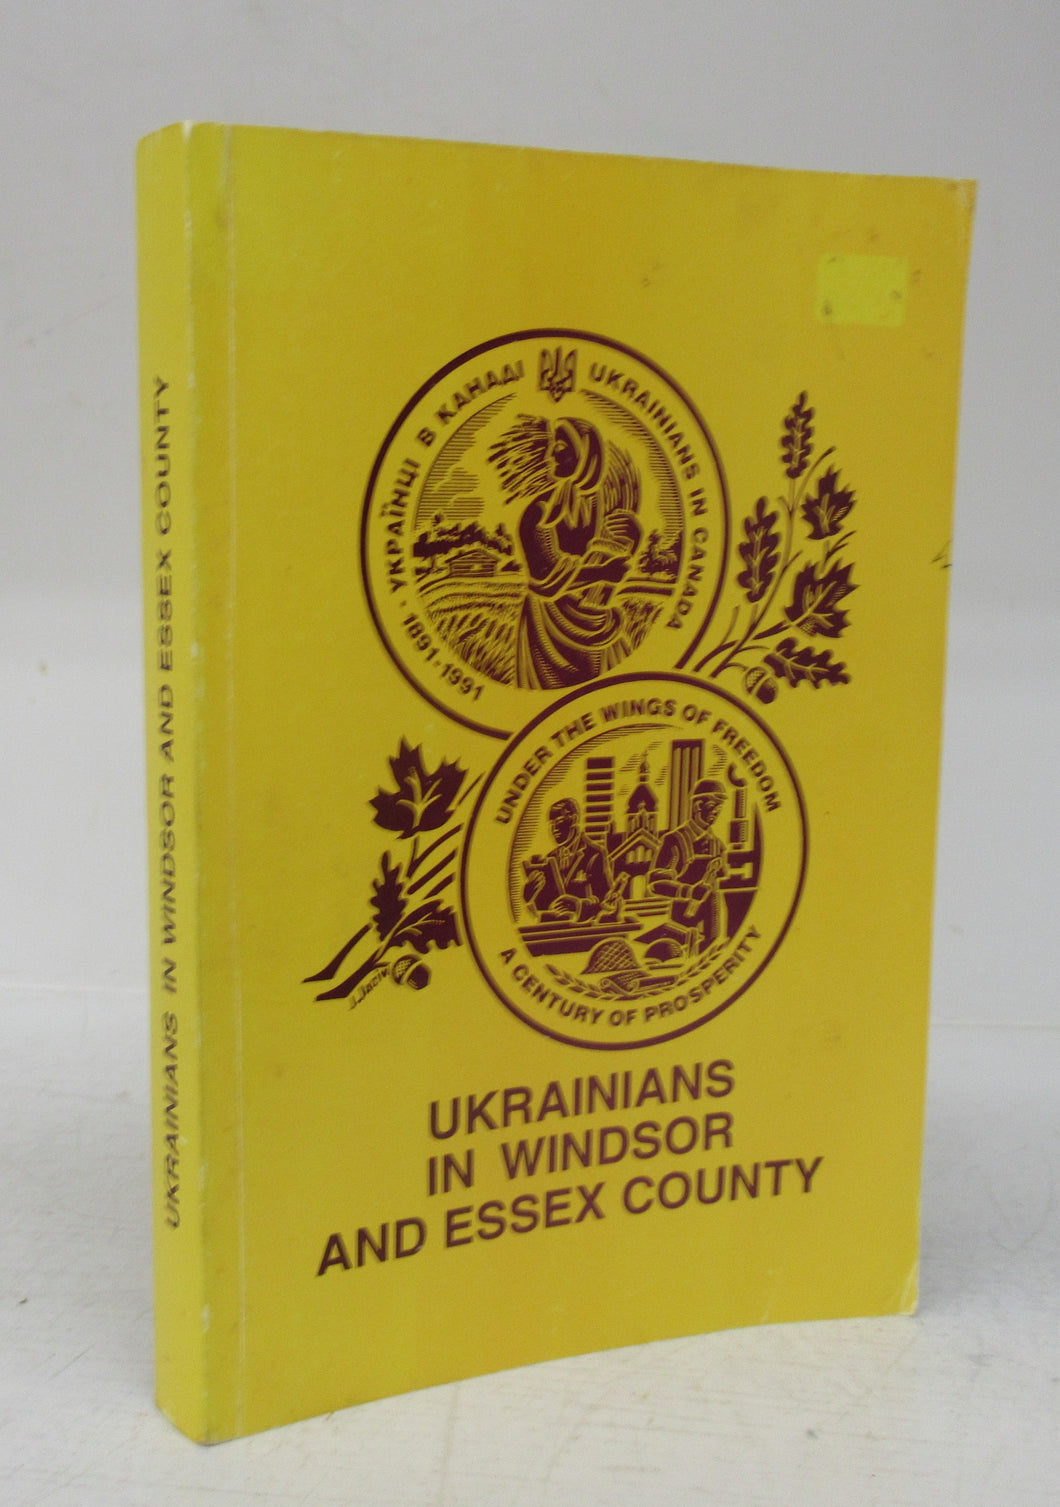 УКРАЇНЦІ В КАНАДІ
UKRAINIANS IN CANADA
· 1891-1991
UNDER THE WINGS OF FREEDOM
A CENTURY OF PROSPERITY
J. Jaciv
UKRAINIANS
IN WINDSOR
AND ESSEX COUNTY
UKRAINIANS IN WINDSOR AND ESSEX COUNTY